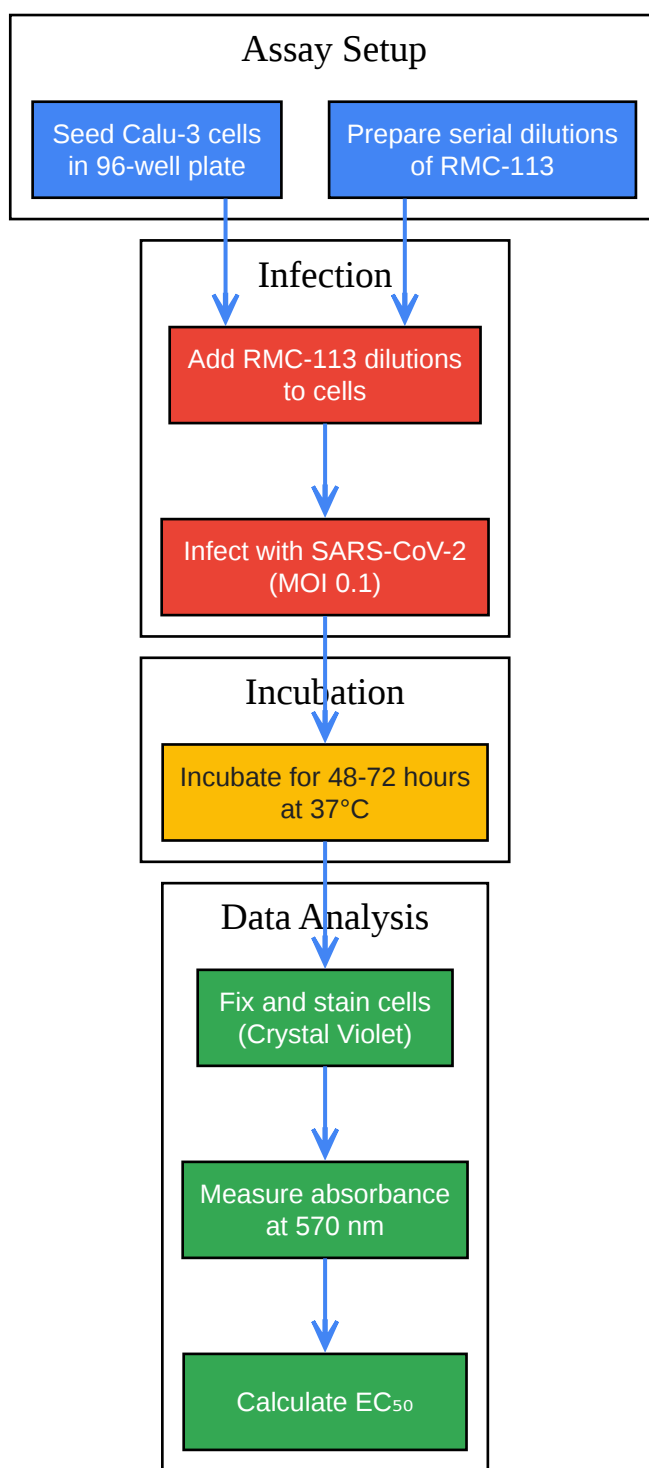 Assay Setup
Seed Calu-3 cells
in 96-well plate
Prepare serial dilutions
of RMC-113
Infection
Add RMC-113 dilutions
to cells
Infect with SARS-CoV-2
(MOI 0.1)
Incubation
Incubate for 48-72 hours
at 37°C
Data Analysis
Fix and stain cells
(Crystal Violet)
Measure absorbance
at 570 nm
Calculate EC₅₀